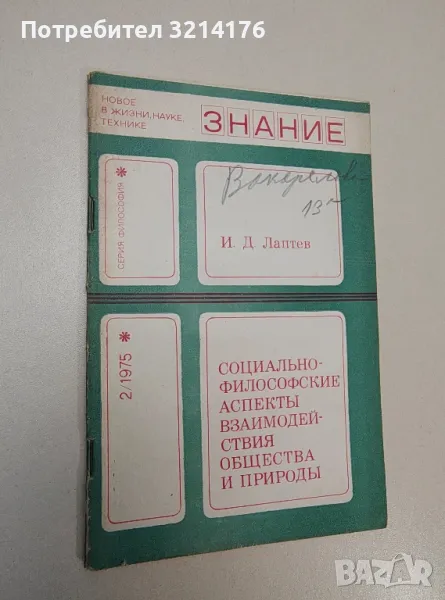 Потребител 3214176
НОВОЕ
В ЖИЗНИ, НАУКЕ,
ТЕХНИКЕ
ЗНАНИЕ
СЕРИЯ ФИЛОСОФИЯ *
И. Д. Лаптев
2/1975 *
СОЦИАЛЬНО-
ФИЛОСОФСКИЕ
АСПЕКТЫ
ВЗАИМОДЕЙ-
СТВИЯ
ОБЩЕСТВА
И ПРИРОДЫ
BAZAR